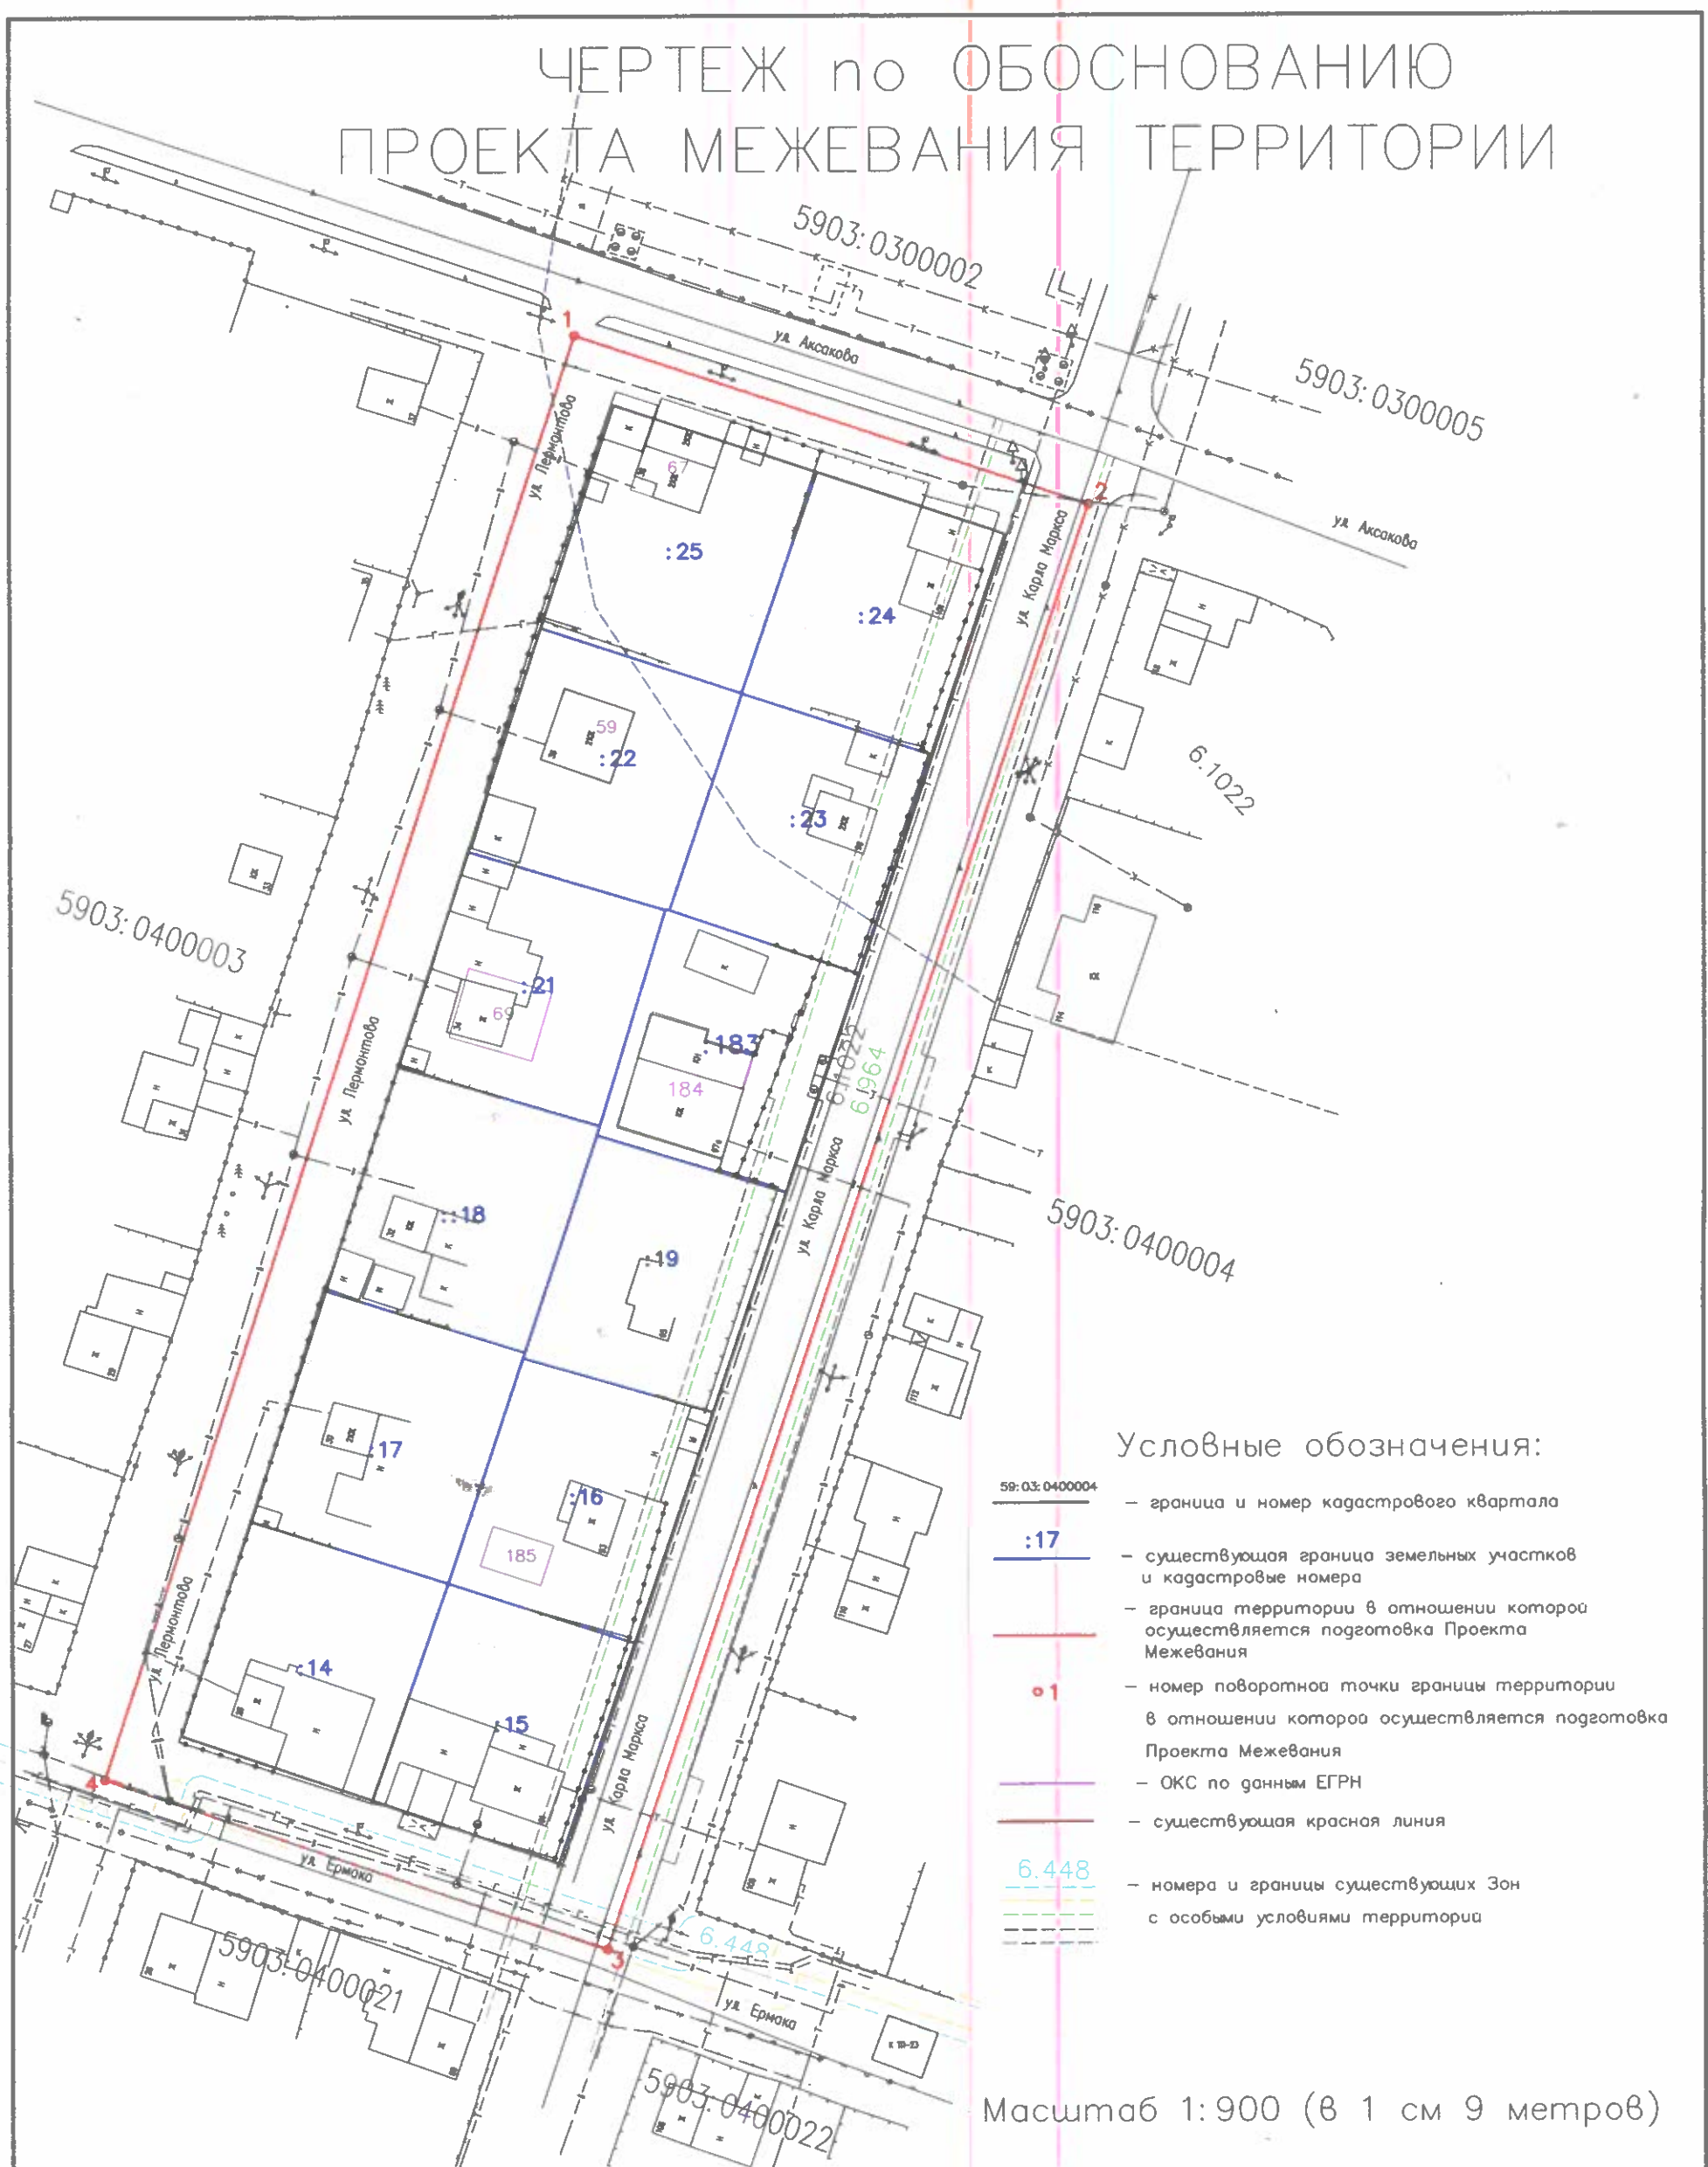 ЧЕРТЕЖ по ОБОСНОВАНИЮ
ПРОЕКТА МЕЖЕВАНИЯ ТЕРРИТОРИИ
5903:0300002
1
ул. Аксакова
5903:0300005
ул. Лермонтова
67
2
ул. Аксакова
:25
ул. Карла Маркса
:24
59
:22
6.1022
:23
5903:0400003
:21
69
ул. Лермонтова
:183
184
6.1964
ул. Карла Маркса
5903:0400004
:18
:19
:17
:16
185
ул. Лермонтова
:14
:15
ул. Карла Маркса
4
ул. Ермака
3
6.448
5903:0400021
ул. Ермака
5903:0400022
Условные обозначения:
59:03:0400004
– граница и номер кадастрового квартала
:17
– существующая граница земельных участков
и кадастровые номера
– граница территории в отношении которой
осуществляется подготовка Проекта
Межевания
1
– номер поворотной точки границы территории
в отношении которой осуществляется подготовка
Проекта Межевания
– ОКС по данным ЕГРН
– существующая красная линия
6.448
– номера и границы существующих Зон
с особыми условиями территории
Масштаб 1:900 (в 1 см 9 метров)